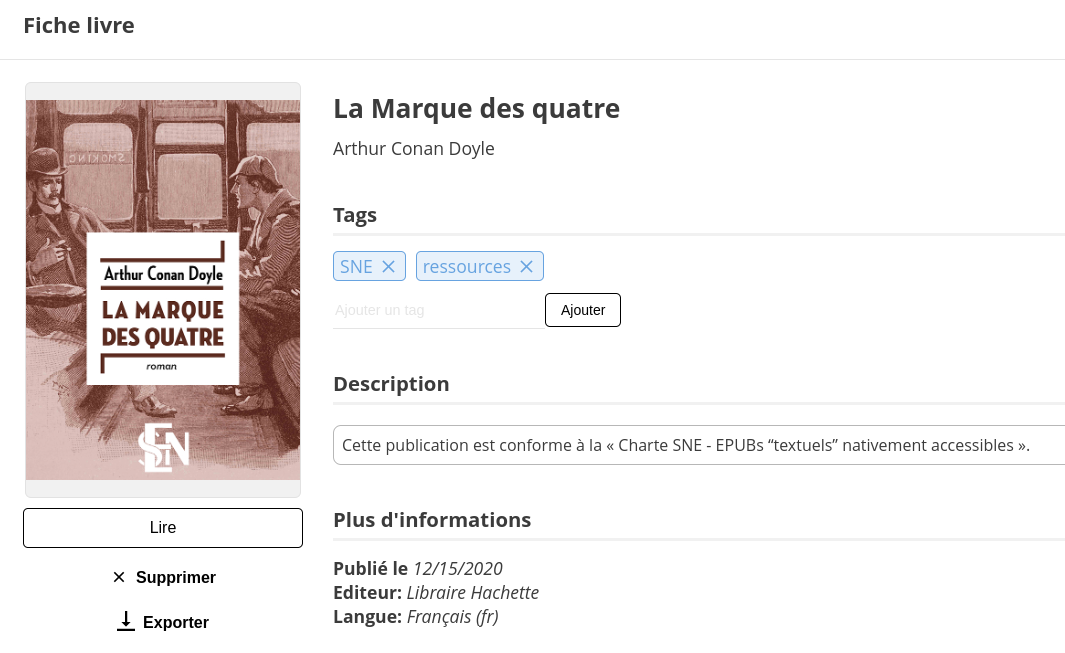 Fiche livre
SMOKING
Arthur Conan Doyle
LA MARQUE
DES QUATRE
roman
SEN
Lire
Supprimer
Exporter
La Marque des quatre
Arthur Conan Doyle
Tags
SNE
ressources
Ajouter un tag
Ajouter
Description
Cette publication est conforme à la « Charte SNE - EPUBs “textuels” nativement accessibles ».
Plus d'informations
Publié le 12/15/2020
Editeur: Libraire Hachette
Langue: Français (fr)